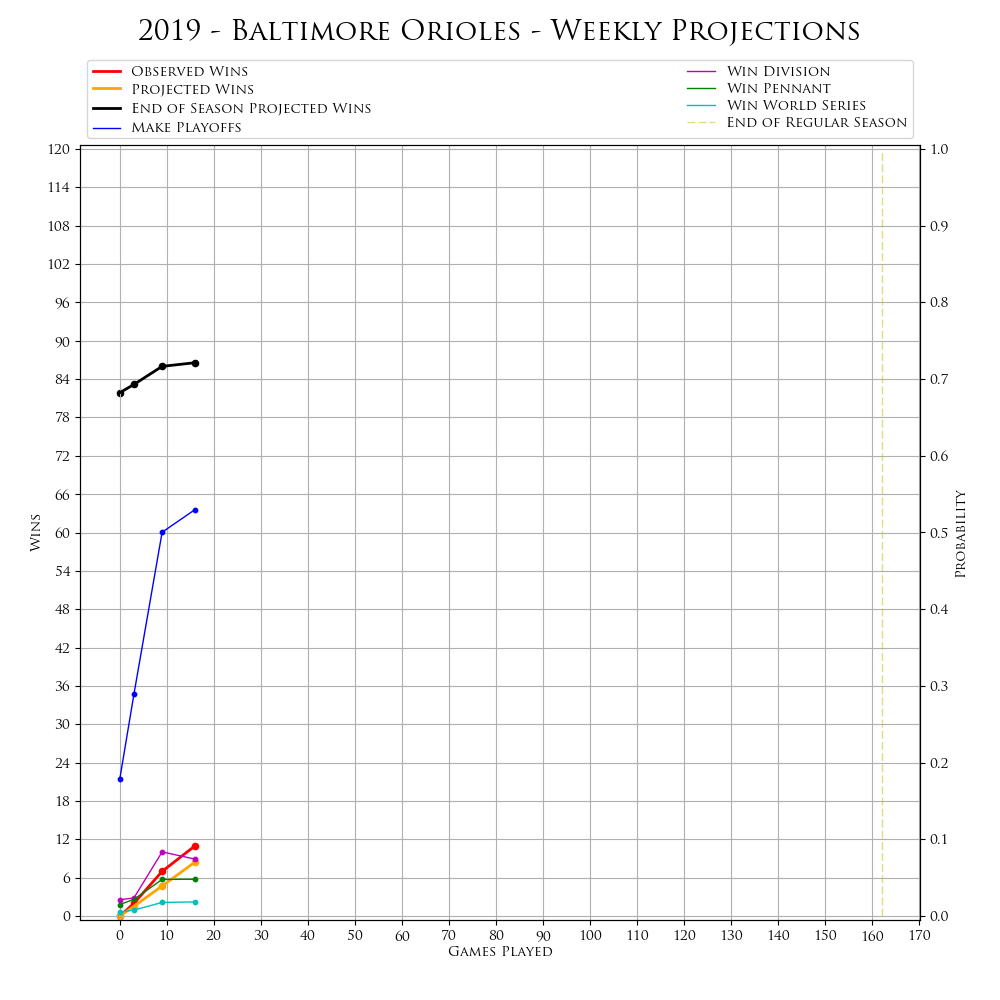 2019 - Baltimore Orioles - Weekly Projections
Observed Wins
Projected Wins
End of Season Projected Wins
Make Playoffs
Win Division
Win Pennant
Win World Series
End of Regular Season
120
114
108
102
96
90
84
78
72
66
60
54
48
42
36
30
24
18
12
6
0
Wins
1.0
0.9
0.8
0.7
0.6
0.5
0.4
0.3
0.2
0.1
0.0
Probability
0 10 20 30 40 50 60 70 80 90 100 110 120 130 140 150 160 170
Games Played